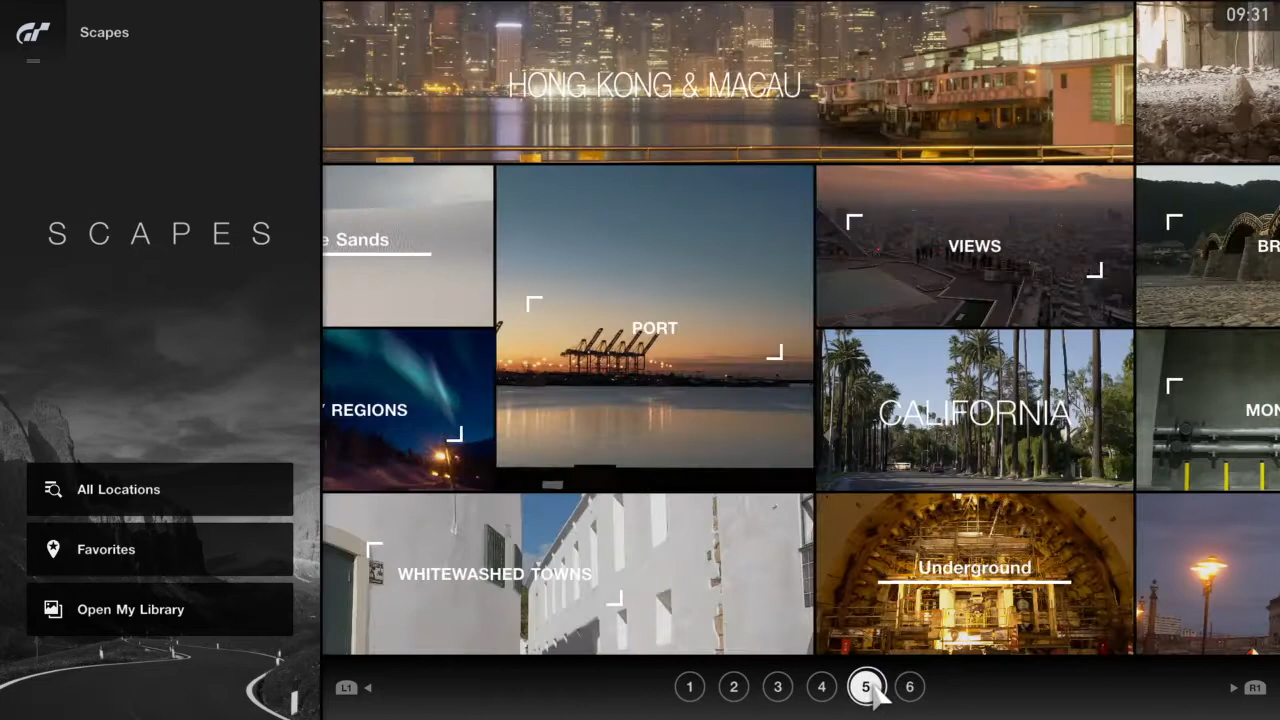 Scapes
09:31
HONG KONG & MACAU
SCAPES
e Sands
PORT
VIEWS
BR
REGIONS
CALIFORNIA
MON
All Locations
Favorites
Open My Library
WHITEWASHED TOWNS
Underground
L1
1
2
3
4
5
6
R1